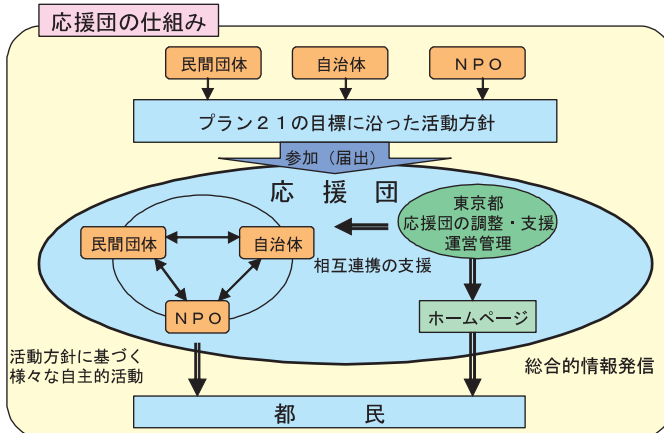 応援団の仕組み
民間団体
自治体
ＮＰＯ
プラン２１の目標に沿った活動方針
参加（届出）
応援団
東京都
応援団の調整・支援
運営管理
民間団体
自治体
相互連携の支援
ＮＰＯ
ホームページ
活動方針に基づく
様々な自主的活動
総合的情報発信
都民